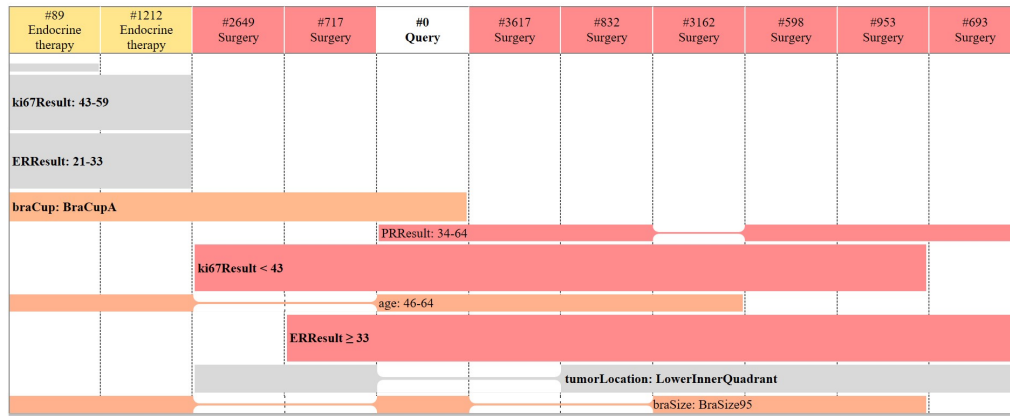 #89 #1212 #2649 #717 #0 #3617 #832 #3162 #598 #953 #693
Endocrine Endocrine Surgery Surgery Query Surgery Surgery Surgery Surgery Surgery Surgery
therapy therapy
ki67Result: 43-59
ERResult: 21-33
braCup: BraCupA
PRResult: 34-64
ki67Result < 43
age: 46-64
ERResult ≥ 33
tumorLocation: LowerInnerQuadrant
braSize: BraSize95